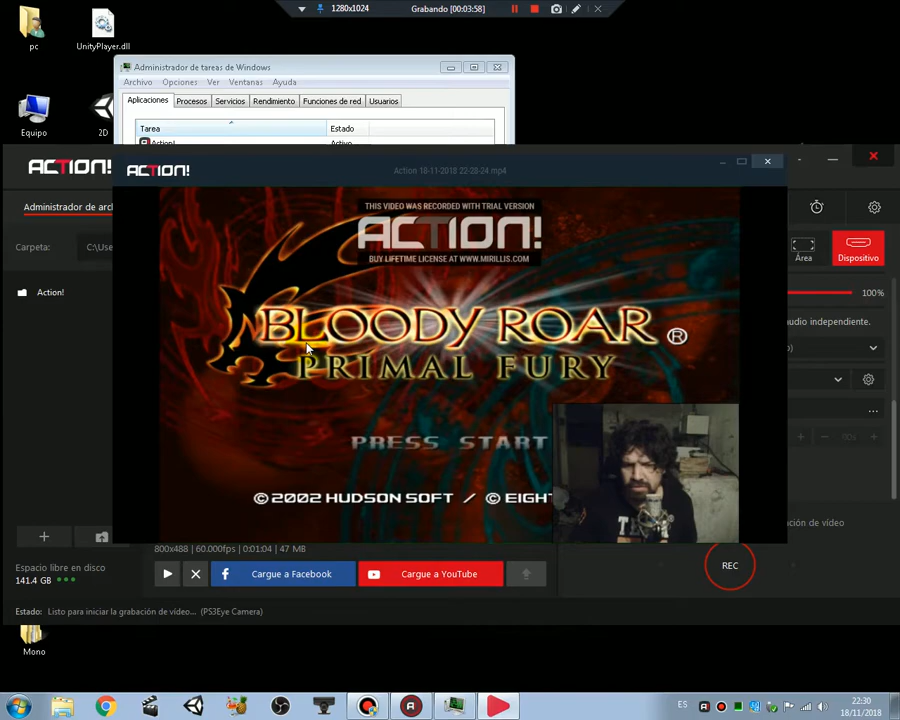 1280x1024
Grabando [00:03:58]
pc
UnityPlayer.dll
Equipo
2D
Mono
Administrador de tareas de Windows
Archivo Opciones Ver Ventanas Ayuda
Aplicaciones Procesos Servicios Rendimiento Funciones de red Usuarios
Tarea Estado
Action! Activo
ACTION!
ACTION!
Action 18-11-2018 22-28-24 mp4
Administrador de arc
Carpeta: C:\Use
Action!
Área
Dispositivo
100%
audio independiente.
THIS VIDEO WAS RECORDED WITH TRIAL VERSION
ACTION!
BUY LIFETIME LICENSE AT WWW.MIRILLIS.COM
BLOODY ROAR ®
PRIMAL FURY
PRESS START
©2002 HUDSON SOFT / © EIGHT
60s
ción de vídeo
Espacio libre en disco
141.4 GB
800x488 | 60.000fps | 0:01:04 | 47 MB
Cargue a Facebook
Cargue a YouTube
REC
Estado: Listo para iniciar la grabación de vídeo... (PS3Eye Camera)
ES
22:30
18/11/2018